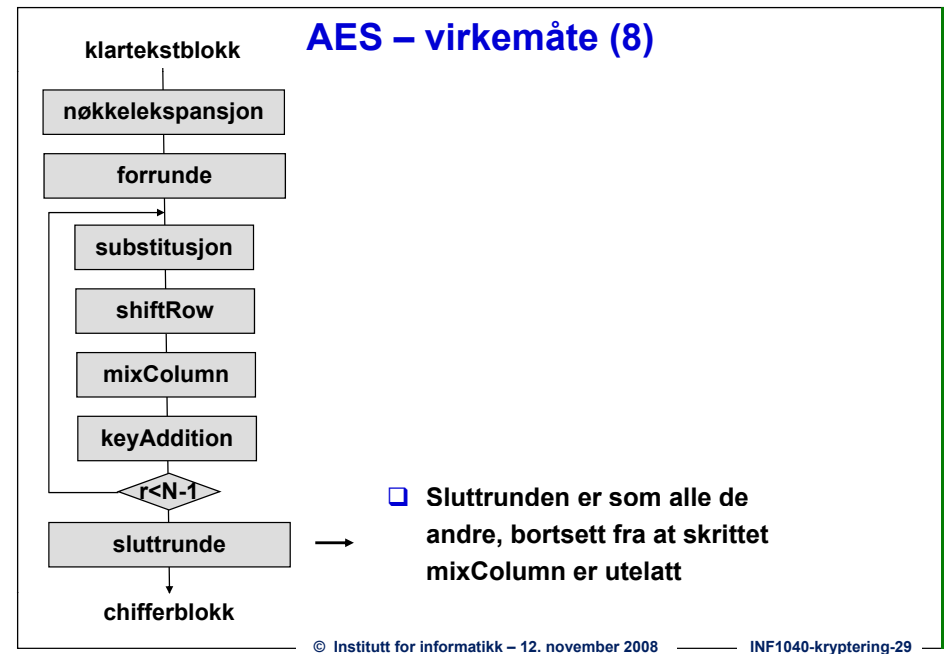 AES – virkemåte (8)
klartekstblokk
nøkkelekspansjon
forrunde
substitusjon
shiftRow
mixColumn
keyAddition
r<N-1
sluttrunde
chifferblokk
Sluttrunden er som alle de
andre, bortsett fra at skrittet
mixColumn er utelatt
© Institutt for informatikk – 12. november 2008
INF1040-kryptering-29